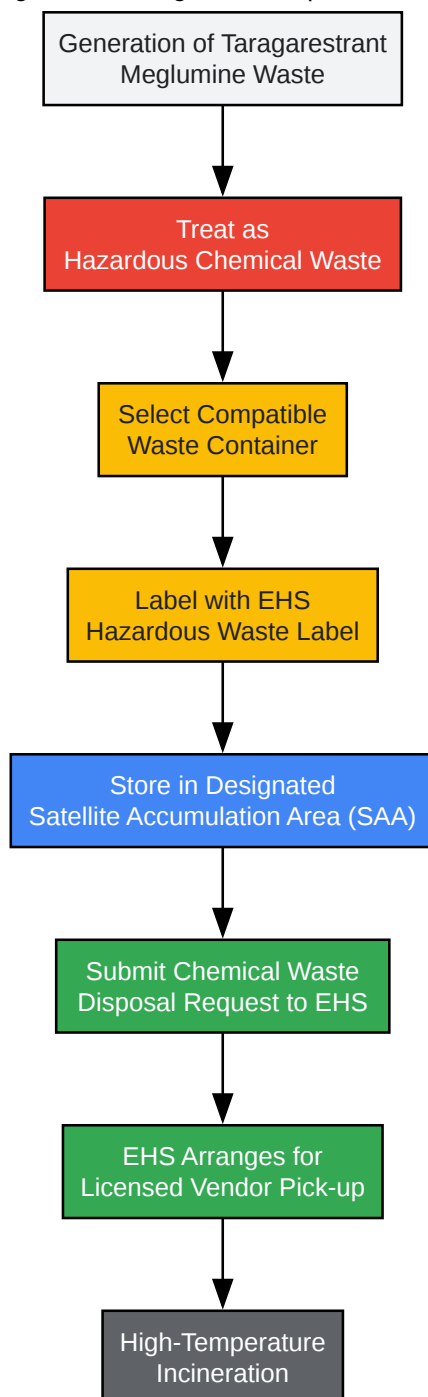 Generation of Taragarestrant
Meglumine Waste
Treat as
Hazardous Chemical Waste
Select Compatible
Waste Container
Label with EHS
Hazardous Waste Label
Store in Designated
Satellite Accumulation Area (SAA)
Submit Chemical Waste
Disposal Request to EHS
EHS Arranges for
Licensed Vendor Pick-up
High-Temperature
Incineration